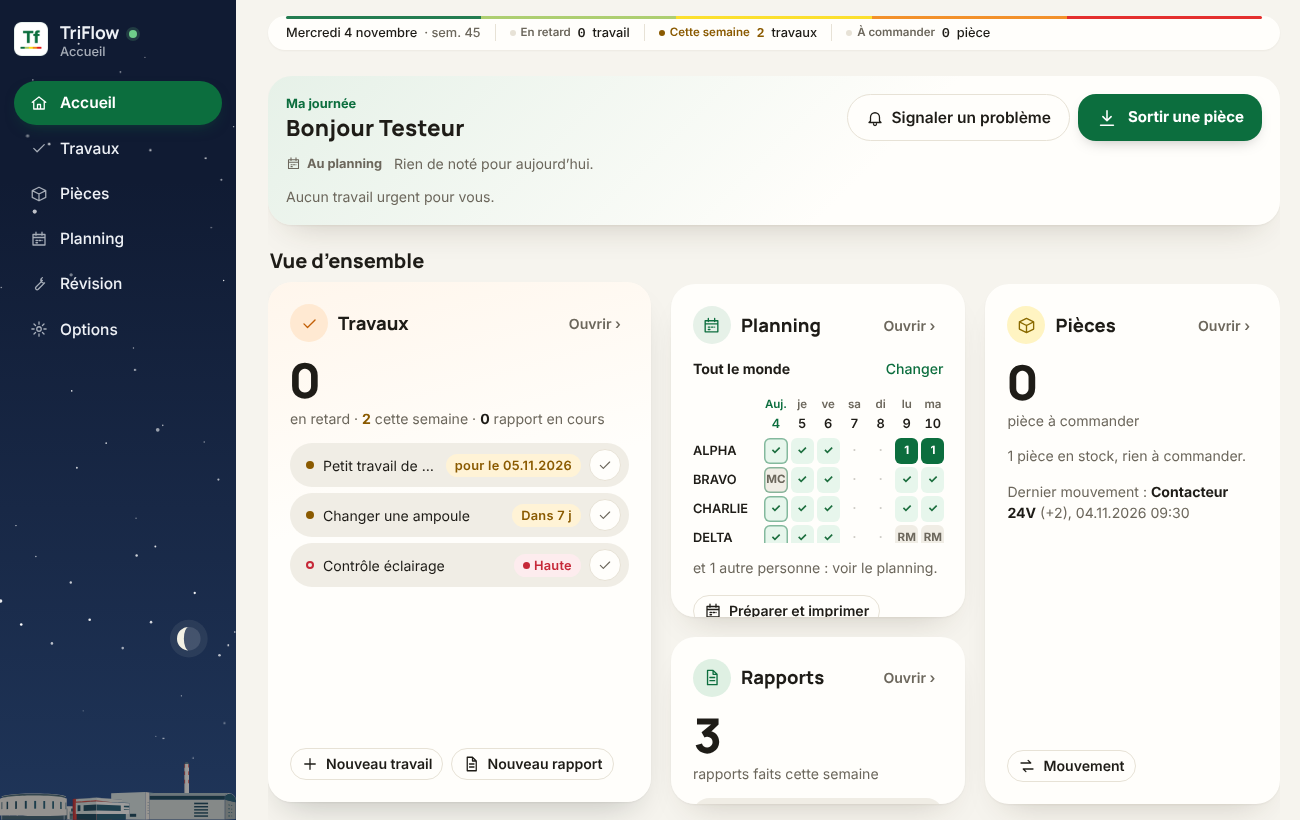 Tf
TriFlow
Accueil
Accueil
Travaux
Pièces
Planning
Révision
Options
Mercredi 4 novembre · sem. 45
En retard 0 travail
Cette semaine 2 travaux
À commander 0 pièce
Ma journée
Bonjour Testeur
Au planning Rien de noté pour aujourd’hui.
Aucun travail urgent pour vous.
Signaler un problème
Sortir une pièce
Vue d’ensemble
Travaux
Ouvrir ›
0
en retard · 2 cette semaine · 0 rapport en cours
Petit travail de ... pour le 05.11.2026
Changer une ampoule Dans 7 j
Contrôle éclairage Haute
Nouveau travail
Nouveau rapport
Planning
Ouvrir ›
Tout le monde Changer
Auj. je ve sa di lu ma
4 5 6 7 8 9 10
ALPHA 1 1
BRAVO MC
CHARLIE
DELTA RM RM
et 1 autre personne : voir le planning.
Préparer et imprimer
Rapports
Ouvrir ›
3
rapports faits cette semaine
Pièces
Ouvrir ›
0
pièce à commander
1 pièce en stock, rien à commander.
Dernier mouvement : Contacteur
24V (+2), 04.11.2026 09:30
Mouvement